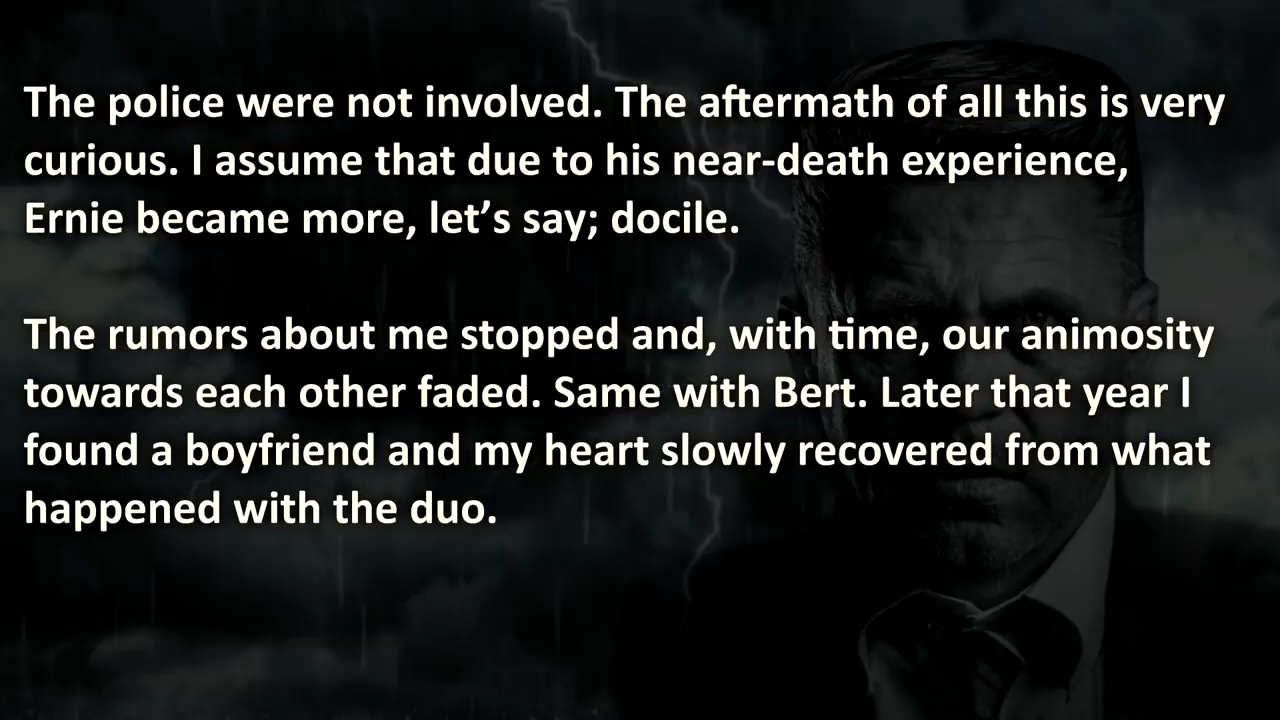 The police were not involved. The aftermath of all this is very
curious. I assume that due to his near-death experience,
Ernie became more, let’s say; docile.
The rumors about me stopped and, with time, our animosity
towards each other faded. Same with Bert. Later that year I
found a boyfriend and my heart slowly recovered from what
happened with the duo.